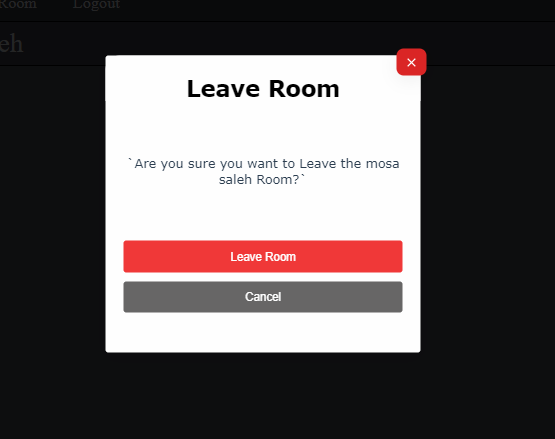 Room Logout
eh
Leave Room
`Are you sure you want to Leave the mosa
saleh Room?`
Leave Room
Cancel